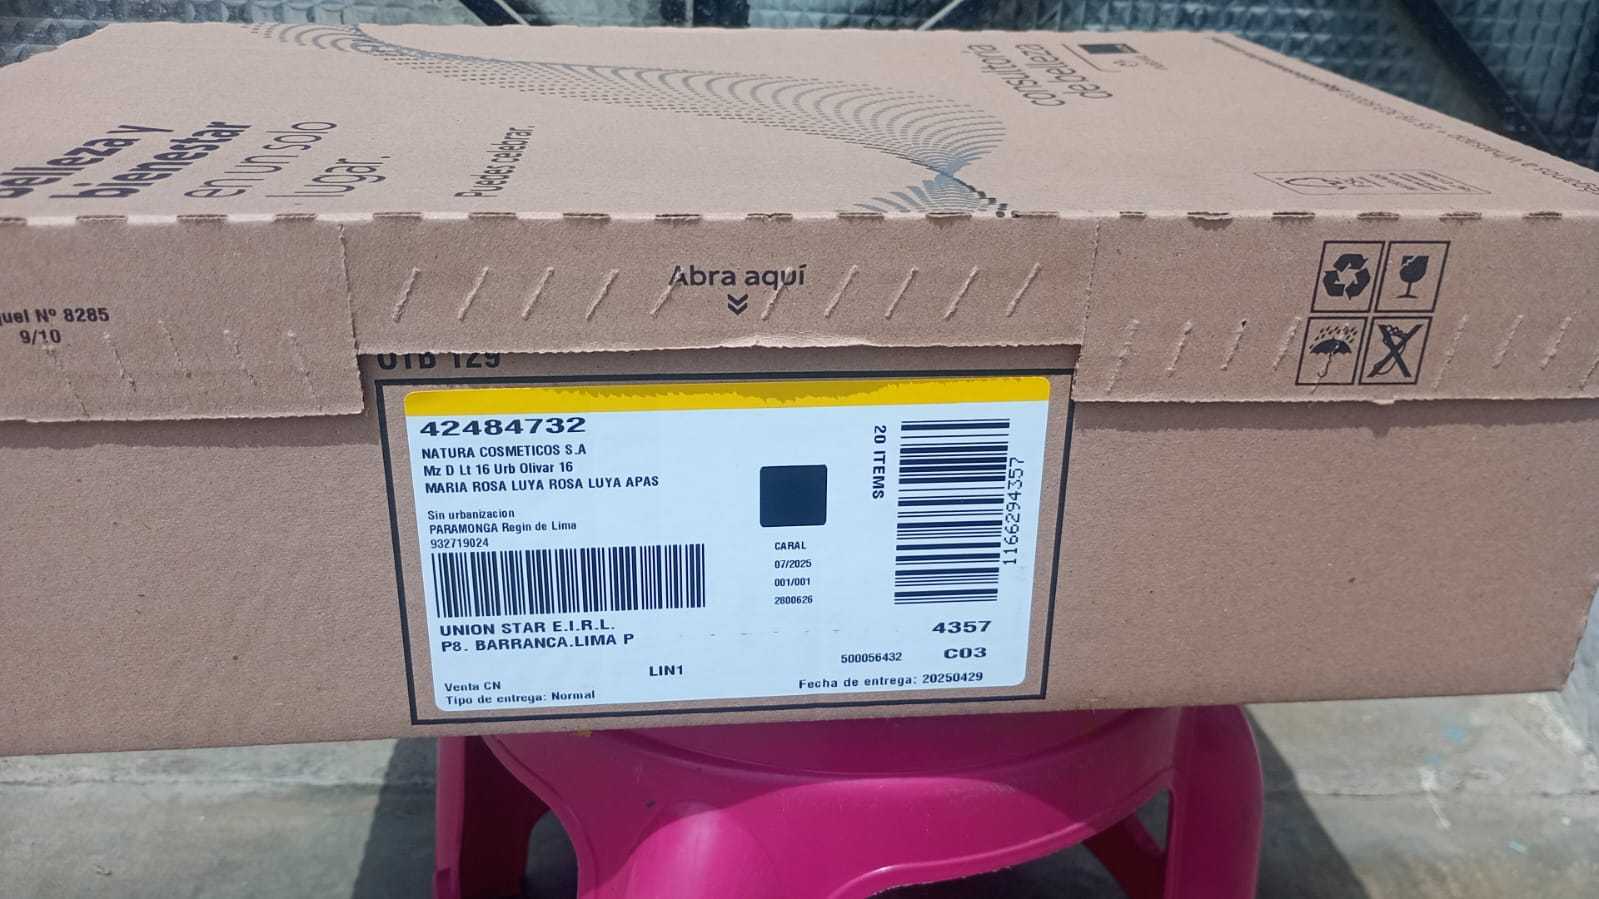 belleza y
bienestar
en un solo
lugar.
Puedes celebrar.
consultoría
de belleza
Abra aquí
Nº 8285
9/10
42484732
NATURA COSMETICOS S.A
Mz D Lt 16 Urb Olivar 16
MARIA ROSA LUYA ROSA LUYA APAS
Sin urbanizacion
PARAMONGA Regin de Lima
932719024
UNION STAR E.I.R.L.
P8. BARRANCA.LIMA P
LIN1
Venta CN
Tipo de entrega: Normal
CARAL
07/2025
001/001
2800626
20 ITEMS
1166294357
4357
500056432 C03
Fecha de entrega: 20250429